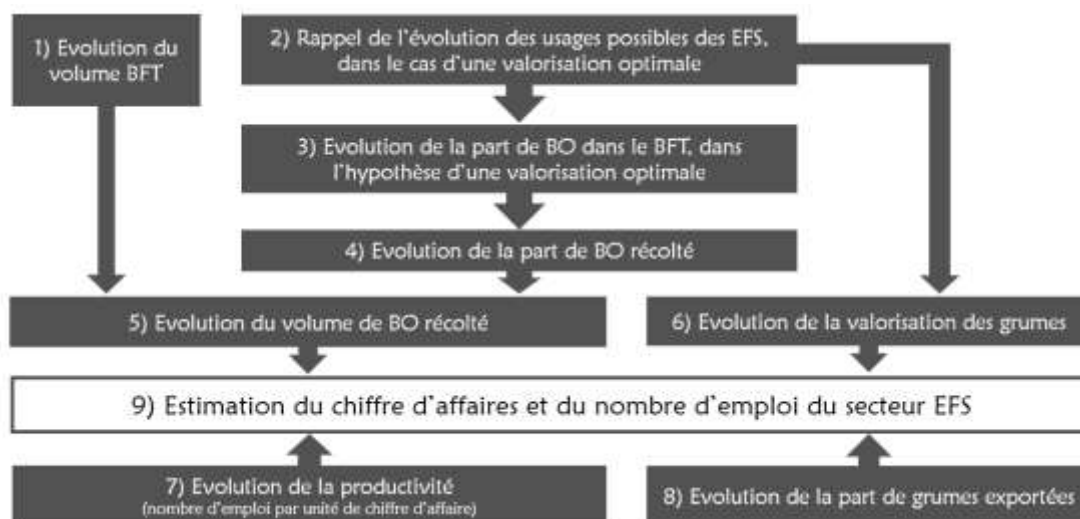 1) Evolution du
volume BFT
2) Rappel de l'évolution des usages possibles des EFS,
dans le cas d'une valorisation optimale
3) Evolution de la part de BO dans le BFT, dans
l'hypothèse d'une valorisation optimale
4) Evolution de la part de BO récolté
5) Evolution du volume de BO récolté
6) Evolution de la valorisation des grumes
9) Estimation du chiffre d'affaires et du nombre d'emploi du secteur EFS
7) Evolution de la productivité
(nombre d'emploi par unité de chiffre d'affaire)
8) Evolution de la part de grumes exportées